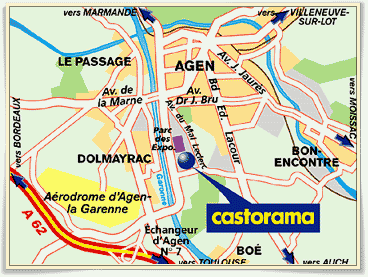 vers MARMANDE
vers VILLENEUVE-
SUR-LOT
LE PASSAGE
AGEN
Av. J. Jaurès
Av. de
la Marne
Av.
Dr J. Bru
Bd Ed. Lacour
vers MOISSAC
vers BORDEAUX
Parc
des
Expo.
Av. du Mal Leclerc
BON-
ENCONTRE
DOLMAYRAC
Garonne
Aérodrome d'Agen-
la Garenne
castorama
A 62
Échangeur
d'Agen
N° 7
BOÉ
vers TOULOUSE
vers AUCH